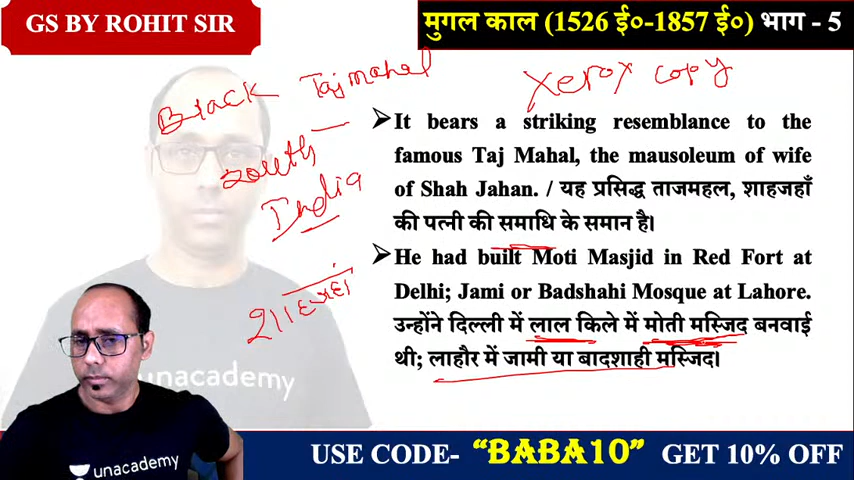 GS BY ROHIT SIR
मुगल काल (1526 ई०-1857 ई०) भाग - 5
Black Taj mahal
Xerox copy
South
India
शाहजहां
➤ It bears a striking resemblance to the
famous Taj Mahal, the mausoleum of wife
of Shah Jahan. / यह प्रसिद्ध ताजमहल, शाहजहाँ
की पत्नी की समाधि के समान है।
➤ He had built Moti Masjid in Red Fort at
Delhi; Jami or Badshahi Mosque at Lahore.
उन्होंने दिल्ली में लाल किले में मोती मस्जिद बनवाई
थी; लाहौर में जामी या बादशाही मस्जिद।
unacademy
unacademy
USE CODE- “BABA10” GET 10% OFF